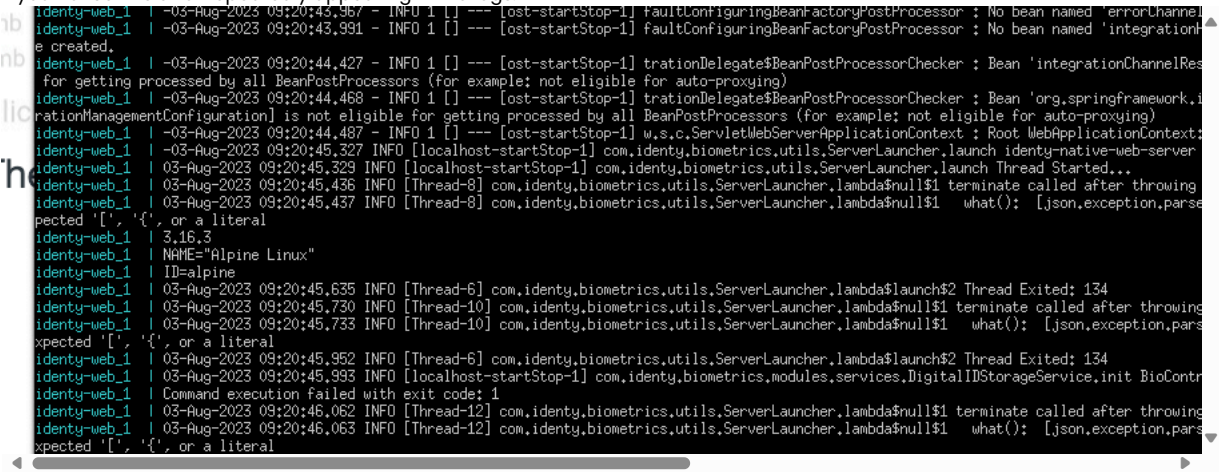 identy-web_1 | -03-Aug-2023 09:20:43.967 - INFO 1 [] --- [ost-startStop-1] faultConfiguringBeanFactoryPostProcessor : No bean named 'errorChannel
identy-web_1 | -03-Aug-2023 09:20:43.991 - INFO 1 [] --- [ost-startStop-1] faultConfiguringBeanFactoryPostProcessor : No bean named 'integrationH
e created.
identy-web_1 | -03-Aug-2023 09:20:44.427 - INFO 1 [] --- [ost-startStop-1] trationDelegate$BeanPostProcessorChecker : Bean 'integrationChannelRes
for getting processed by all BeanPostProcessors (for example: not eligible for auto-proxying)
identy-web_1 | -03-Aug-2023 09:20:44.468 - INFO 1 [] --- [ost-startStop-1] trationDelegate$BeanPostProcessorChecker : Bean 'org.springframework.i
rationManagementConfiguration] is not eligible for getting processed by all BeanPostProcessors (for example: not eligible for auto-proxying)
identy-web_1 | -03-Aug-2023 09:20:44.487 - INFO 1 [] --- [ost-startStop-1] w.s.c.ServletWebServerApplicationContext : Root WebApplicationContext:
identy-web_1 | -03-Aug-2023 09:20:45.327 INFO [localhost-startStop-1] com.identy.biometrics.utils.ServerLauncher.launch identy-native-web-server
identy-web_1 | 03-Aug-2023 09:20:45.329 INFO [localhost-startStop-1] com.identy.biometrics.utils.ServerLauncher.launch Thread Started...
identy-web_1 | 03-Aug-2023 09:20:45.436 INFO [Thread-8] com.identy.biometrics.utils.ServerLauncher.lambda$null$1 terminate called after throwing
identy-web_1 | 03-Aug-2023 09:20:45.437 INFO [Thread-8] com.identy.biometrics.utils.ServerLauncher.lambda$null$1 what(): [json.exception.parse
pected '[', '{', or a literal
identy-web_1 | 3.16.3
identy-web_1 | NAME="Alpine Linux"
identy-web_1 | ID=alpine
identy-web_1 | 03-Aug-2023 09:20:45.635 INFO [Thread-6] com.identy.biometrics.utils.ServerLauncher.lambda$launch$2 Thread Exited: 134
identy-web_1 | 03-Aug-2023 09:20:45.730 INFO [Thread-10] com.identy.biometrics.utils.ServerLauncher.lambda$null$1 terminate called after throwing
identy-web_1 | 03-Aug-2023 09:20:45.733 INFO [Thread-10] com.identy.biometrics.utils.ServerLauncher.lambda$null$1 what(): [json.exception.pars
xpected '[', '{', or a literal
identy-web_1 | 03-Aug-2023 09:20:45.952 INFO [Thread-6] com.identy.biometrics.utils.ServerLauncher.lambda$launch$2 Thread Exited: 134
identy-web_1 | 03-Aug-2023 09:20:45.993 INFO [localhost-startStop-1] com.identy.biometrics.modules.services.DigitalIDStorageService.init BioContr
identy-web_1 | Command execution failed with exit code: 1
identy-web_1 | 03-Aug-2023 09:20:46.062 INFO [Thread-12] com.identy.biometrics.utils.ServerLauncher.lambda$null$1 terminate called after throwing
identy-web_1 | 03-Aug-2023 09:20:46.063 INFO [Thread-12] com.identy.biometrics.utils.ServerLauncher.lambda$null$1 what(): [json.exception.pars
xpected '[', '{', or a literal